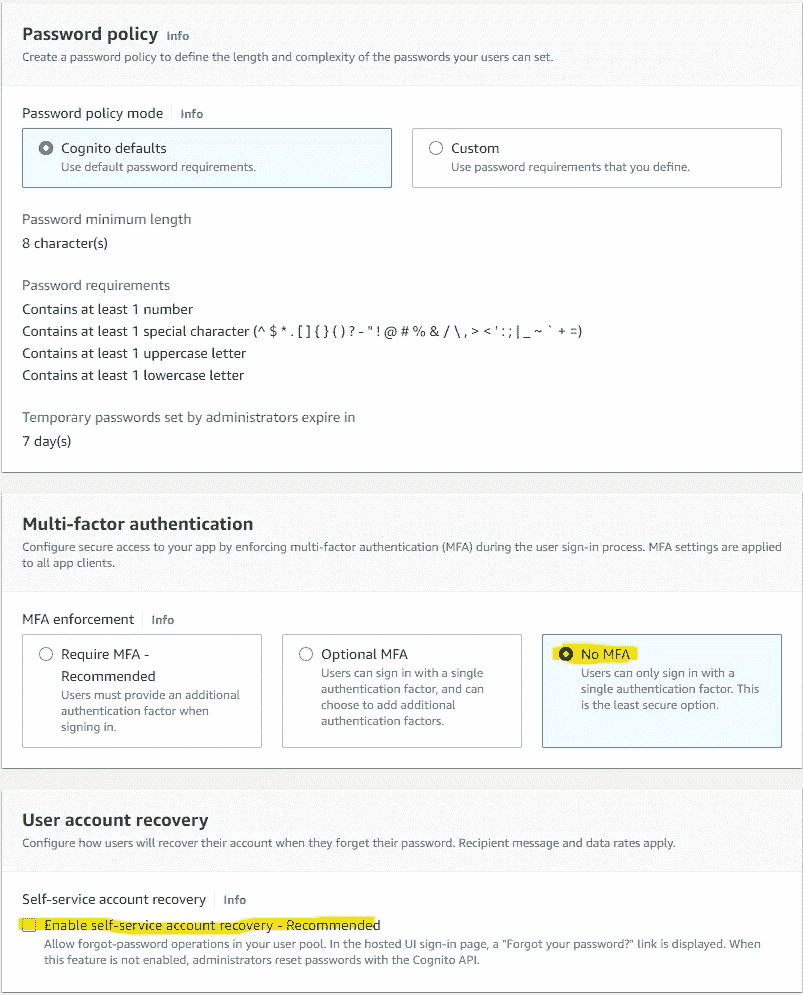 Password policy Info
Create a password policy to define the length and complexity of the passwords your users can set.
Password policy mode Info
Cognito defaults
Use default password requirements.
Custom
Use password requirements that you define.
Password minimum length
8 character(s)
Password requirements
Contains at least 1 number
Contains at least 1 special character (^ $ * . [ ] { } ( ) ? - " ! @ # % & / \ , > < ' : ; | _ ~ ` + =)
Contains at least 1 uppercase letter
Contains at least 1 lowercase letter
Temporary passwords set by administrators expire in
7 day(s)
Multi-factor authentication
Configure secure access to your app by enforcing multi-factor authentication (MFA) during the user sign-in process. MFA settings are applied
to all app clients.
MFA enforcement Info
Require MFA -
Recommended
Users must provide an additional
authentication factor when
signing in.
Optional MFA
Users can sign in with a single
authentication factor, and can
choose to add additional
authentication factors.
No MFA
Users can only sign in with a
single authentication factor. This
is the least secure option.
User account recovery
Configure how users will recover their account when they forget their password. Recipient message and data rates apply.
Self-service account recovery Info
Enable self-service account recovery - Recommended
Allow forgot-password operations in your user pool. In the hosted UI sign-in page, a "Forgot your password?" link is displayed. When
this feature is not enabled, administrators reset passwords with the Cognito API.